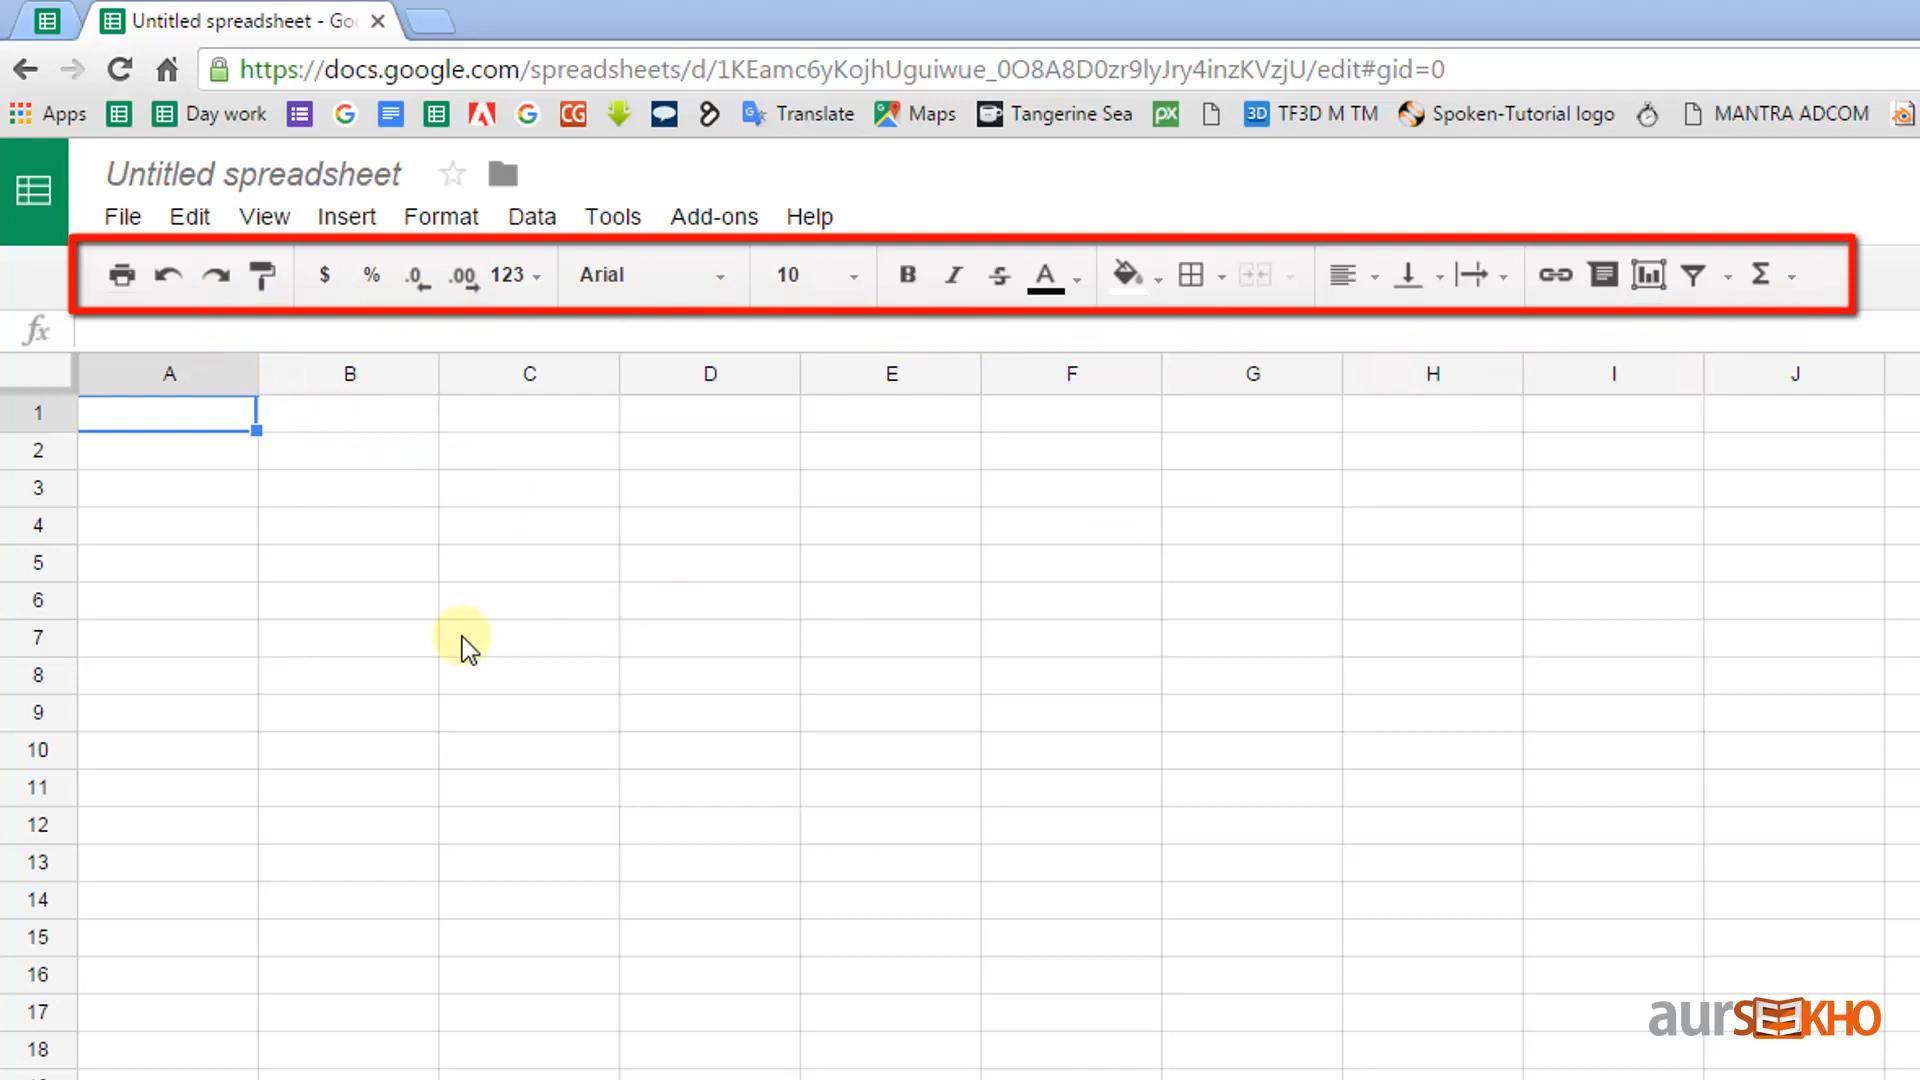 Untitled spreadsheet - Go
https://docs.google.com/spreadsheets/d/1KEamc6yKojhUguiwue_0O8A8D0zr9lyJry4inzKVzjU/edit#gid=0
Apps Day work Translate Maps Tangerine Sea PX 3D TF3D M TM Spoken-Tutorial logo MANTRA ADCOM
Untitled spreadsheet
File Edit View Insert Format Data Tools Add-ons Help
$ % .0 .00 123 Arial 10 B I S A Σ
fx
A B C D E F G H I J
1
2
3
4
5
6
7
8
9
10
11
12
13
14
15
16
17
aurSEEKHO
18